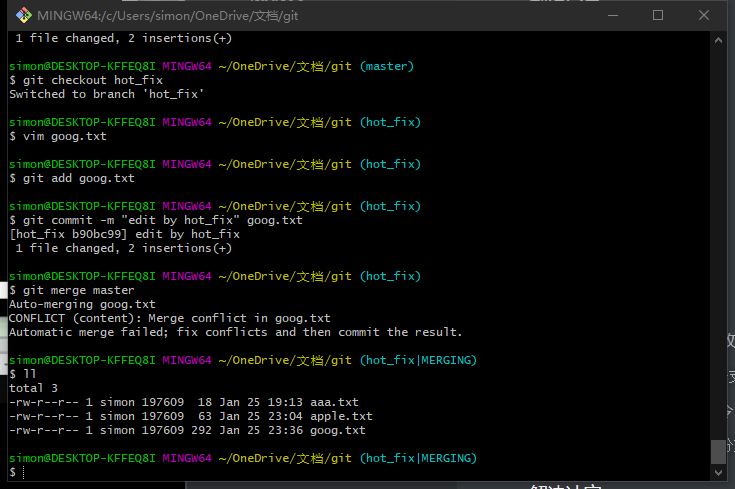 MINGW64:/c/Users/simon/OneDrive/文档/git
1 file changed, 2 insertions(+)
simon@DESKTOP-KFFEQ8I MINGW64 ~/OneDrive/文档/git (master)
$ git checkout hot_fix
Switched to branch 'hot_fix'
simon@DESKTOP-KFFEQ8I MINGW64 ~/OneDrive/文档/git (hot_fix)
$ vim goog.txt
simon@DESKTOP-KFFEQ8I MINGW64 ~/OneDrive/文档/git (hot_fix)
$ git add goog.txt
simon@DESKTOP-KFFEQ8I MINGW64 ~/OneDrive/文档/git (hot_fix)
$ git commit -m "edit by hot_fix" goog.txt
[hot_fix b90bc99] edit by hot_fix
1 file changed, 2 insertions(+)
simon@DESKTOP-KFFEQ8I MINGW64 ~/OneDrive/文档/git (hot_fix)
$ git merge master
Auto-merging goog.txt
CONFLICT (content): Merge conflict in goog.txt
Automatic merge failed; fix conflicts and then commit the result.
simon@DESKTOP-KFFEQ8I MINGW64 ~/OneDrive/文档/git (hot_fix|MERGING)
$ ll
total 3
-rw-r--r-- 1 simon 197609  18 Jan 25 19:13 aaa.txt
-rw-r--r-- 1 simon 197609  63 Jan 25 23:04 apple.txt
-rw-r--r-- 1 simon 197609 292 Jan 25 23:36 goog.txt
simon@DESKTOP-KFFEQ8I MINGW64 ~/OneDrive/文档/git (hot_fix|MERGING)
$